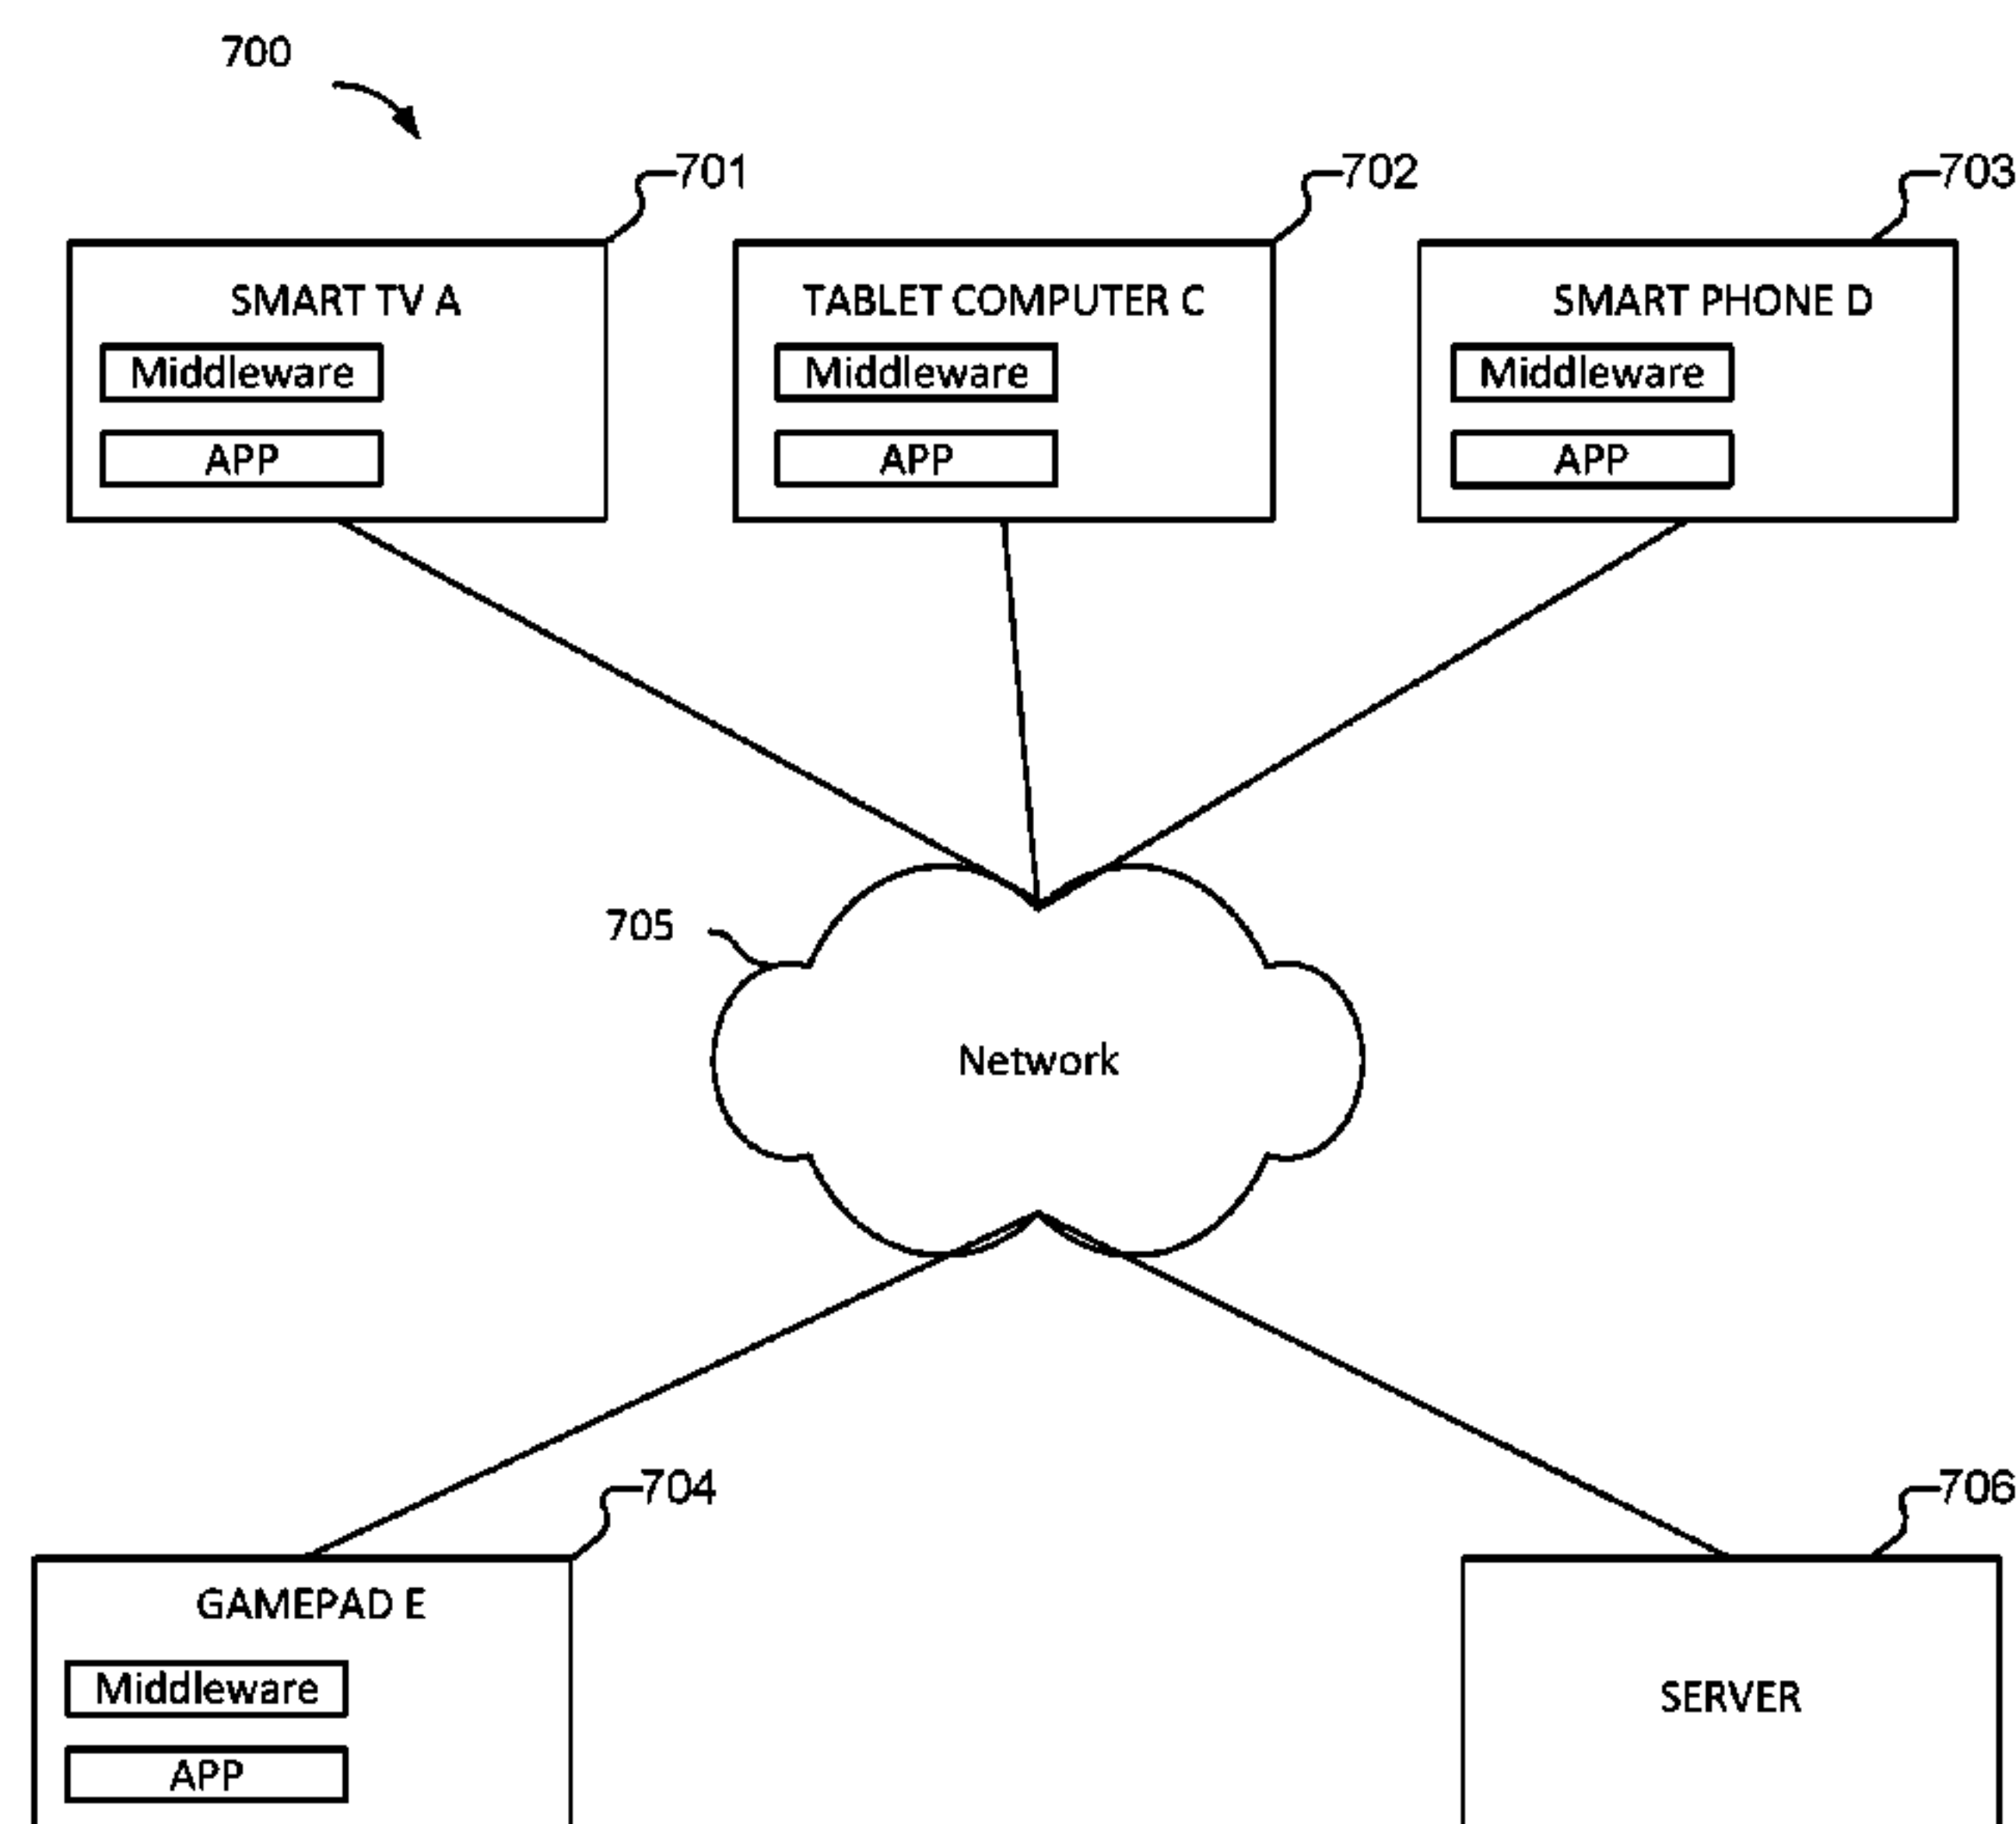 700
701
702
703
SMART TV A
TABLET COMPUTER C
SMART PHONE D
Middleware
Middleware
Middleware
APP
APP
APP
705
Network
704
706
GAMEPAD E
Middleware
SERVER
APP